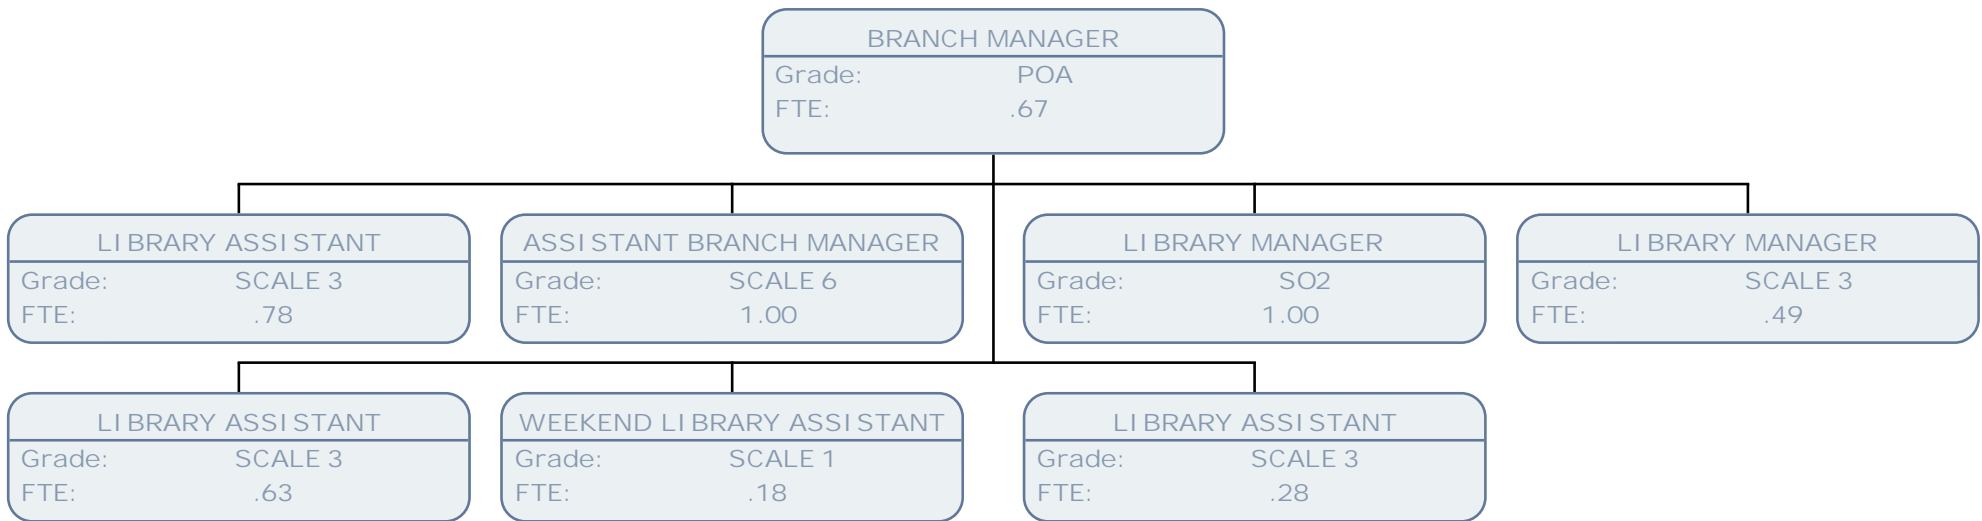 BRANCH MANAGER
Grade: POA
FTE: .67
LIBRARY ASSISTANT
Grade: SCALE 3
FTE: .78
ASSISTANT BRANCH MANAGER
Grade: SCALE 6
FTE: 1.00
LIBRARY MANAGER
Grade: SO2
FTE: 1.00
LIBRARY MANAGER
Grade: SCALE 3
FTE: .49
LIBRARY ASSISTANT
Grade: SCALE 3
FTE: .63
WEEKEND LIBRARY ASSISTANT
Grade: SCALE 1
FTE: .18
LIBRARY ASSISTANT
Grade: SCALE 3
FTE: .28